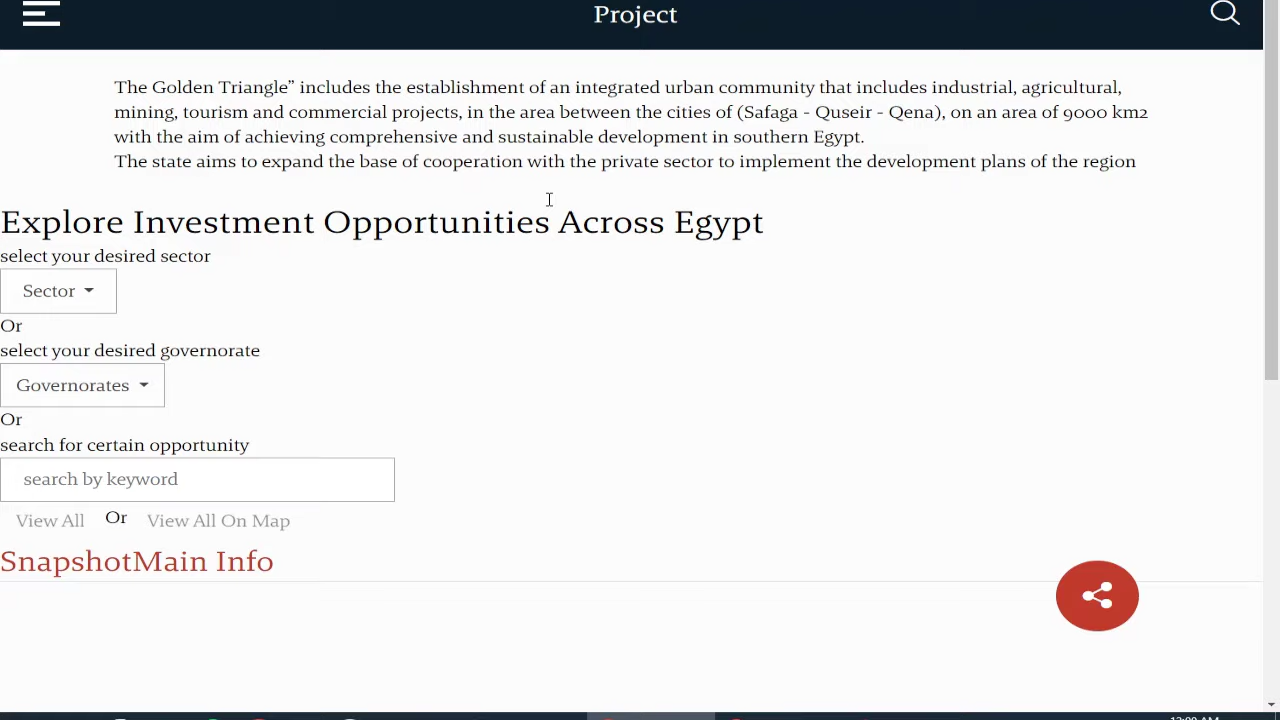 Project
The Golden Triangle” includes the establishment of an integrated urban community that includes industrial, agricultural,
mining, tourism and commercial projects, in the area between the cities of (Safaga - Quseir - Qena), on an area of 9000 km2
with the aim of achieving comprehensive and sustainable development in southern Egypt.
The state aims to expand the base of cooperation with the private sector to implement the development plans of the region
Explore Investment Opportunities Across Egypt
select your desired sector
Sector
Or
select your desired governorate
Governorates
Or
search for certain opportunity
search by keyword
View All Or View All On Map
SnapshotMain Info